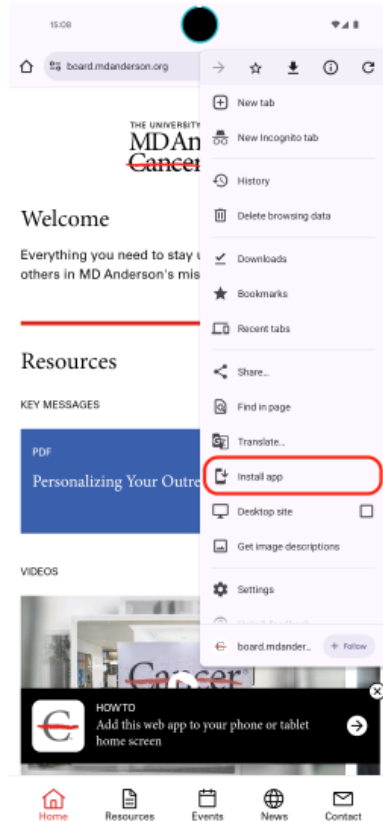 15:08
board.mdanderson.org
New tab
New Incognito tab
History
Delete browsing data
Downloads
Bookmarks
Recent tabs
Share...
Find in page
Translate...
Install app
Desktop site
Get image descriptions
Settings
board.mdander..
+ Follow
THE UNIVERSITY
MD An
Cancer
Welcome
Everything you need to stay
others in MD Anderson's mis
Resources
KEY MESSAGES
PDF
Personalizing Your Outre
VIDEOS
Cancer
C
HOWTO
Add this web app to your phone or tablet
home screen
Home
Resources
Events
News
Contact